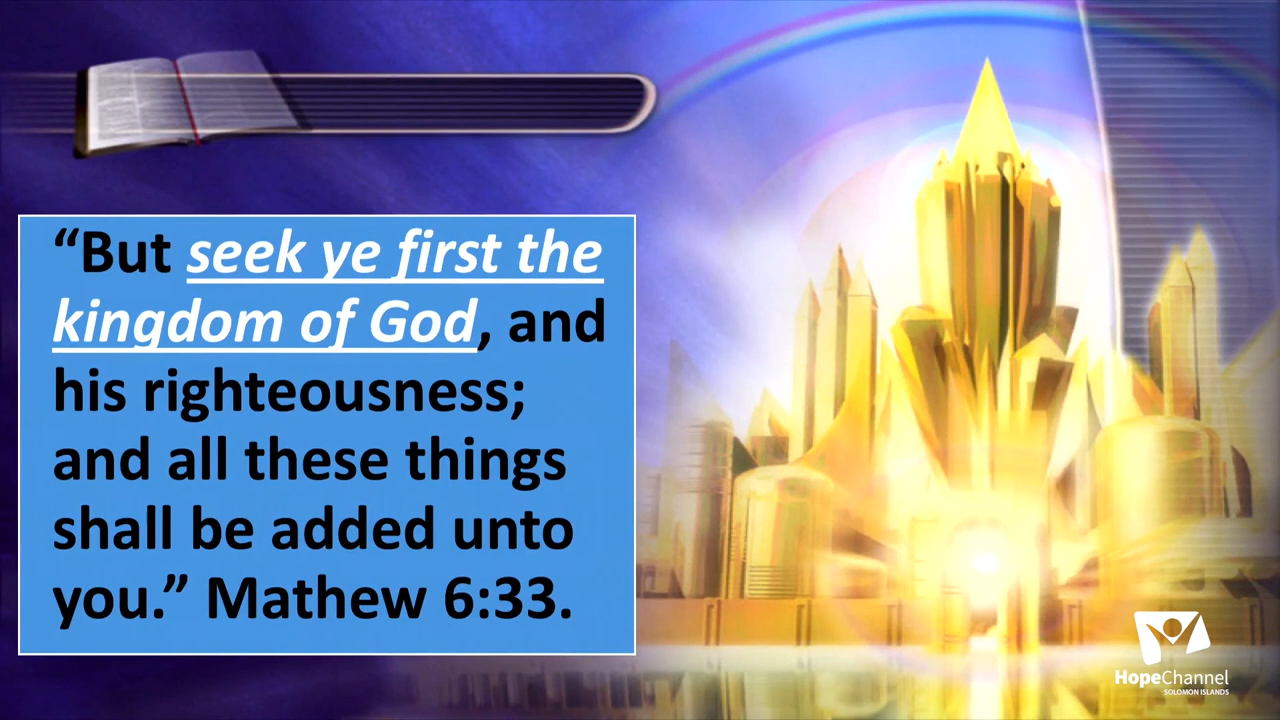 “But seek ye first the
kingdom of God, and
his righteousness;
and all these things
shall be added unto
you.” Mathew 6:33.
HopeChannel
SOLOMON ISLANDS